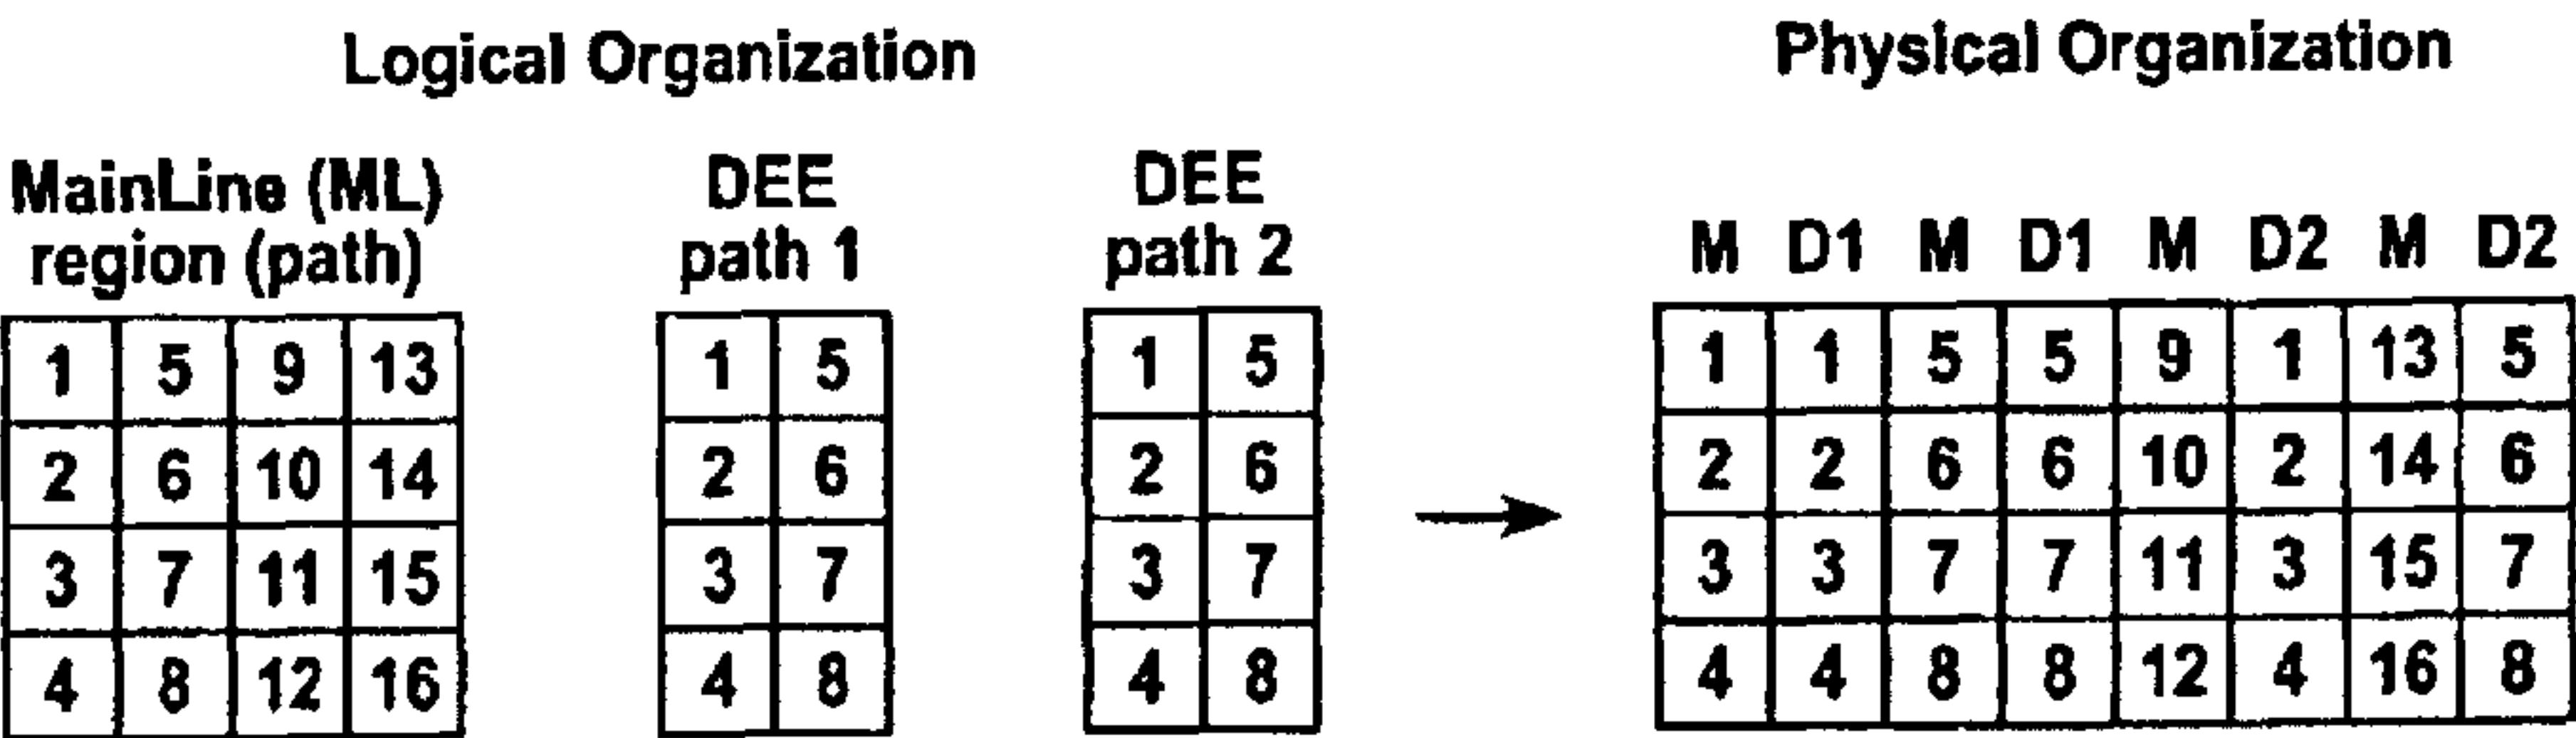 Logical Organization
Physical Organization
MainLine (ML)
region (path)
DEE
path 1
DEE
path 2
M D1 M D1 M D2 M D2
1 5 9 13
2 6 10 14
3 7 11 15
4 8 12 16
1 5
2 6
3 7
4 8
1 5
2 6
3 7
4 8
1 1 5 5 9 1 13 5
2 2 6 6 10 2 14 6
3 3 7 7 11 3 15 7
4 4 8 8 12 4 16 8